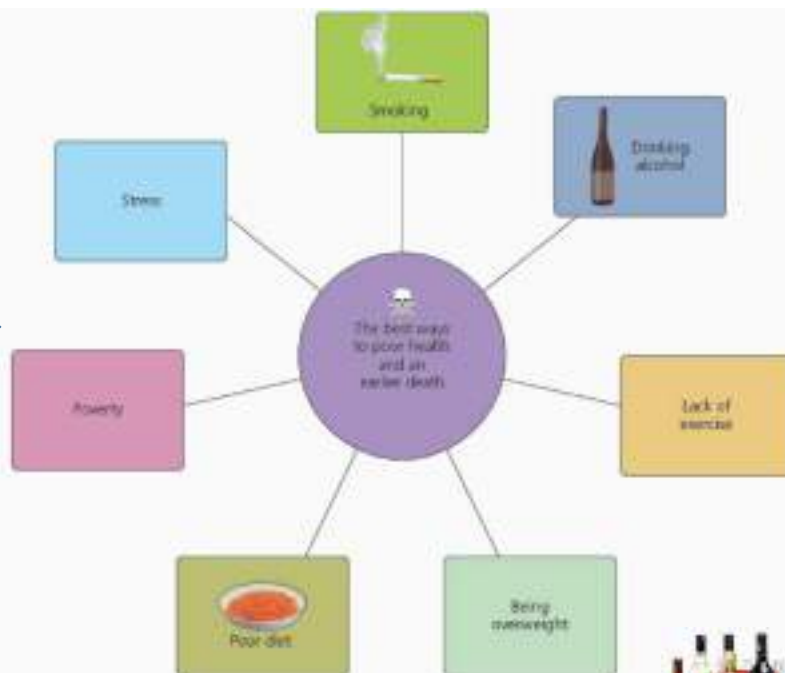 Smoking
Drinking
alcohol
Stress
The best ways
to poor health
and an
earlier death
Poverty
Lack of
exercise
Poor diet
Being
overweight